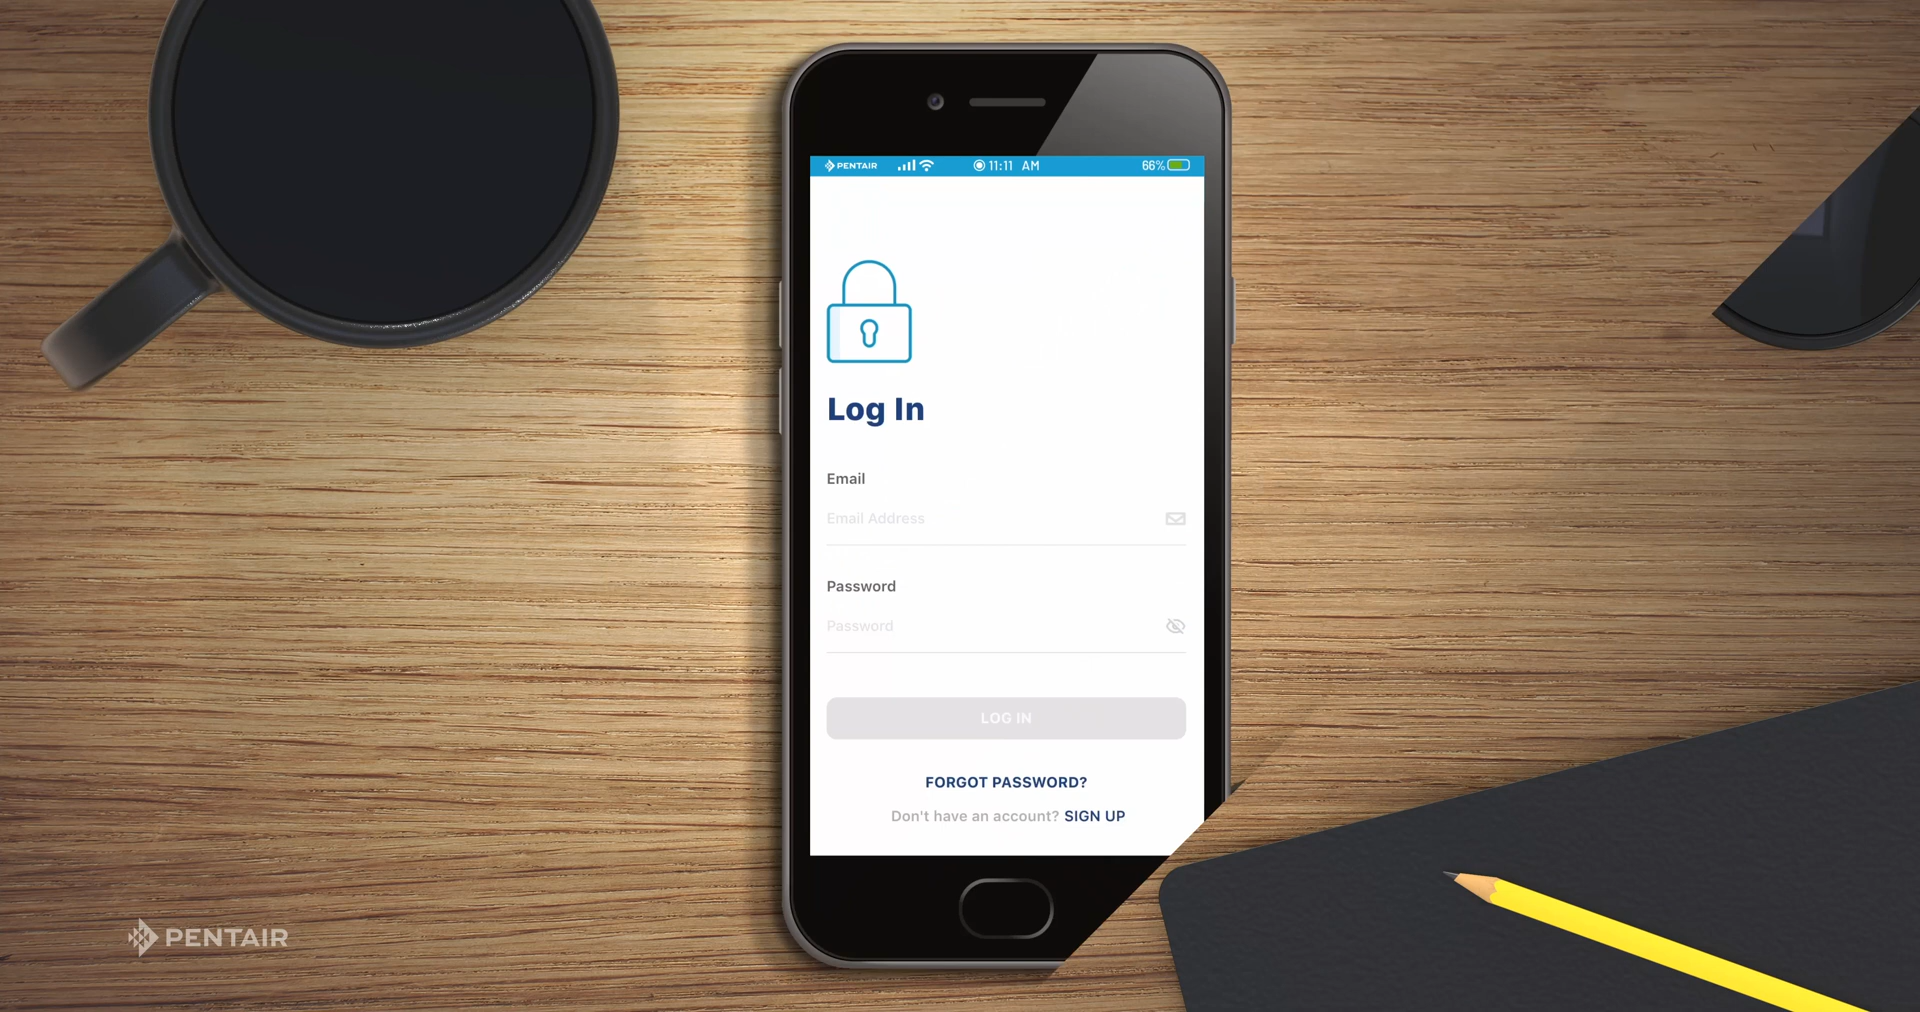 PENTAIR 11:11 AM 66%
Log In
Email
Email Address
Password
Password
LOG IN
FORGOT PASSWORD?
Don't have an account? SIGN UP
PENTAIR